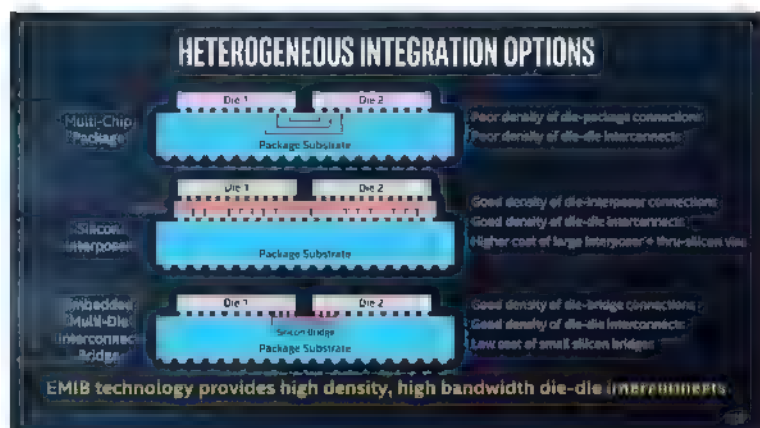 HETEROGENEOUS INTEGRATION OPTIONS
Die 1 Die 2
Multi-Chip
Package
Package Substrate
Poor density of die-package connections
Poor density of die-die interconnects
Die 1 Die 2
Silicon
Interposer
Package Substrate
Good density of die-interposer connections
Good density of die-die interconnects
Higher cost of large interposer + thru-silicon vias
Die 1 Die 2
Embedded
Multi-Die
Interconnect
Bridge
Silicon Bridge
Package Substrate
Good density of die-bridge connections
Good density of die-die interconnects
Low cost of small silicon bridges
EMIB technology provides high density, high bandwidth die-die interconnects